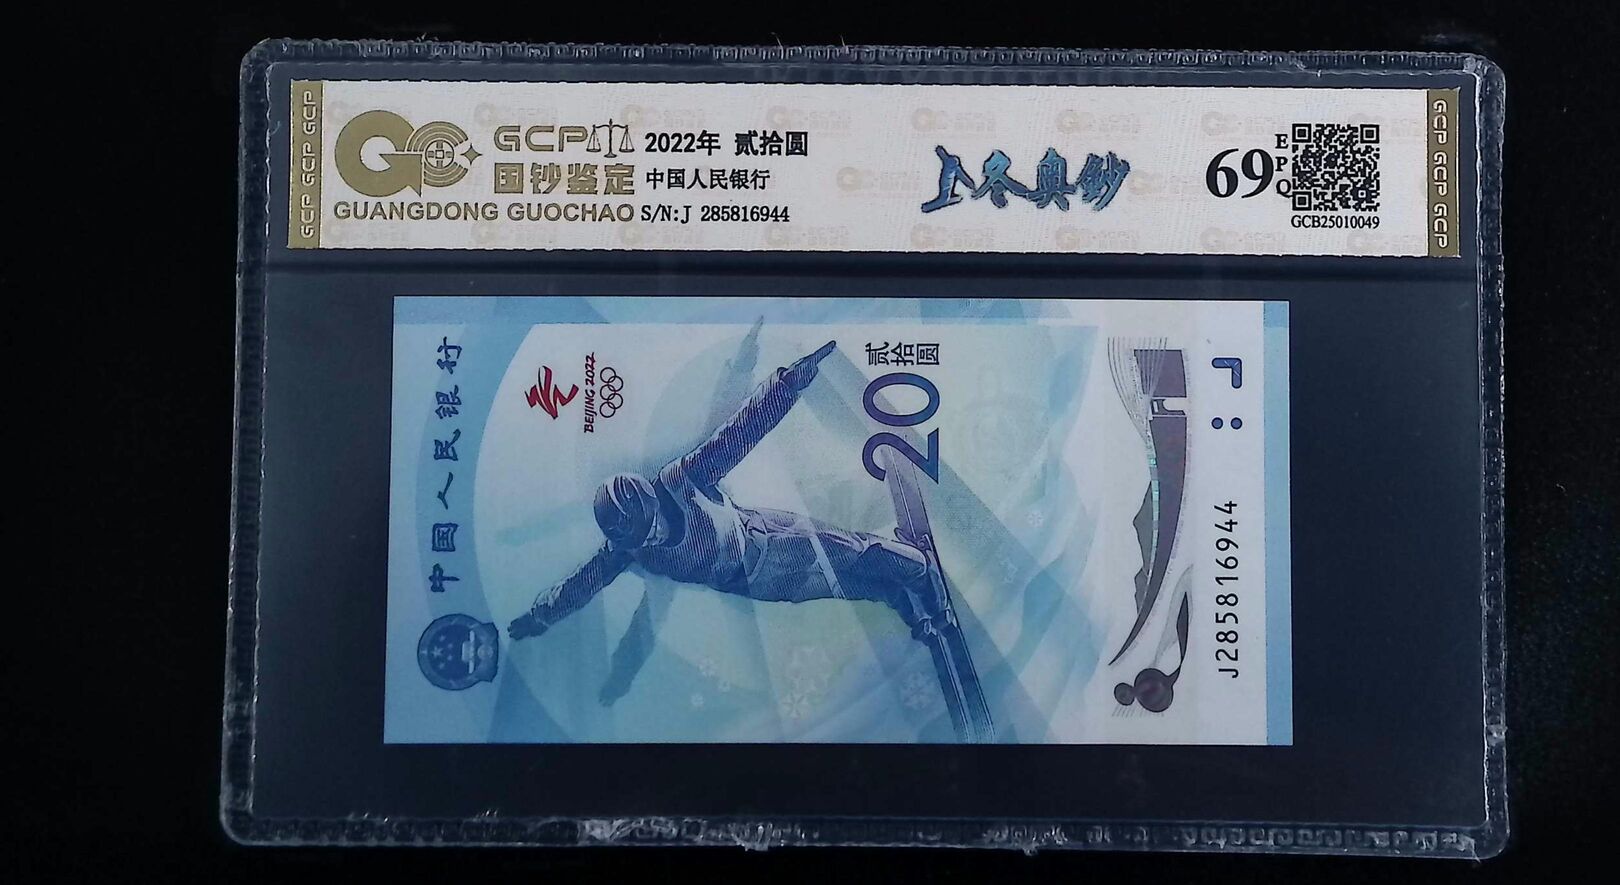 GCP GCP GCP
GCP
国钞鉴定
GUANGDONG GUOCHAO
2022年 贰拾圆
中国人民银行
S/N:J 285816944
冬奥钞
69
EPQ
GCB25010049
GCP GCP GCP
中国人民银行
BEIJING 2022
贰拾圆
20
J285816944